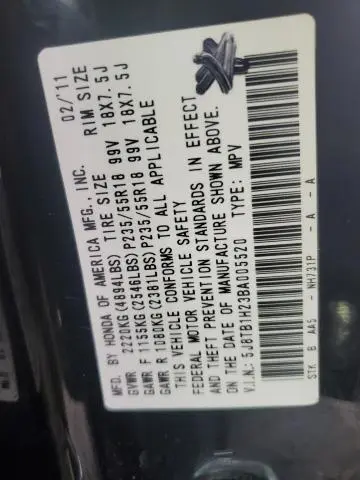 MFD. BY HONDA OF AMERICA MFG., INC. 02/'11
TIRE SIZE RIM SIZE
GVWR 2220KG(4894LBS)
GAWR F 1155KG(2546LBS)P235/55R18 99V 18X7.5J
GAWR R 1080KG(2381LBS)P235/55R18 99V 18X7.5J
THIS VEHICLE CONFORMS TO ALL APPLICABLE
FEDERAL MOTOR VEHICLE SAFETY
AND THEFT PREVENTION STANDARDS IN EFFECT
ON THE DATE OF MANUFACTURE SHOWN ABOVE.
V.I.N.: 5J8TB1H23BA005520 TYPE: MPV
STK B AA5 - NH731P - A - A